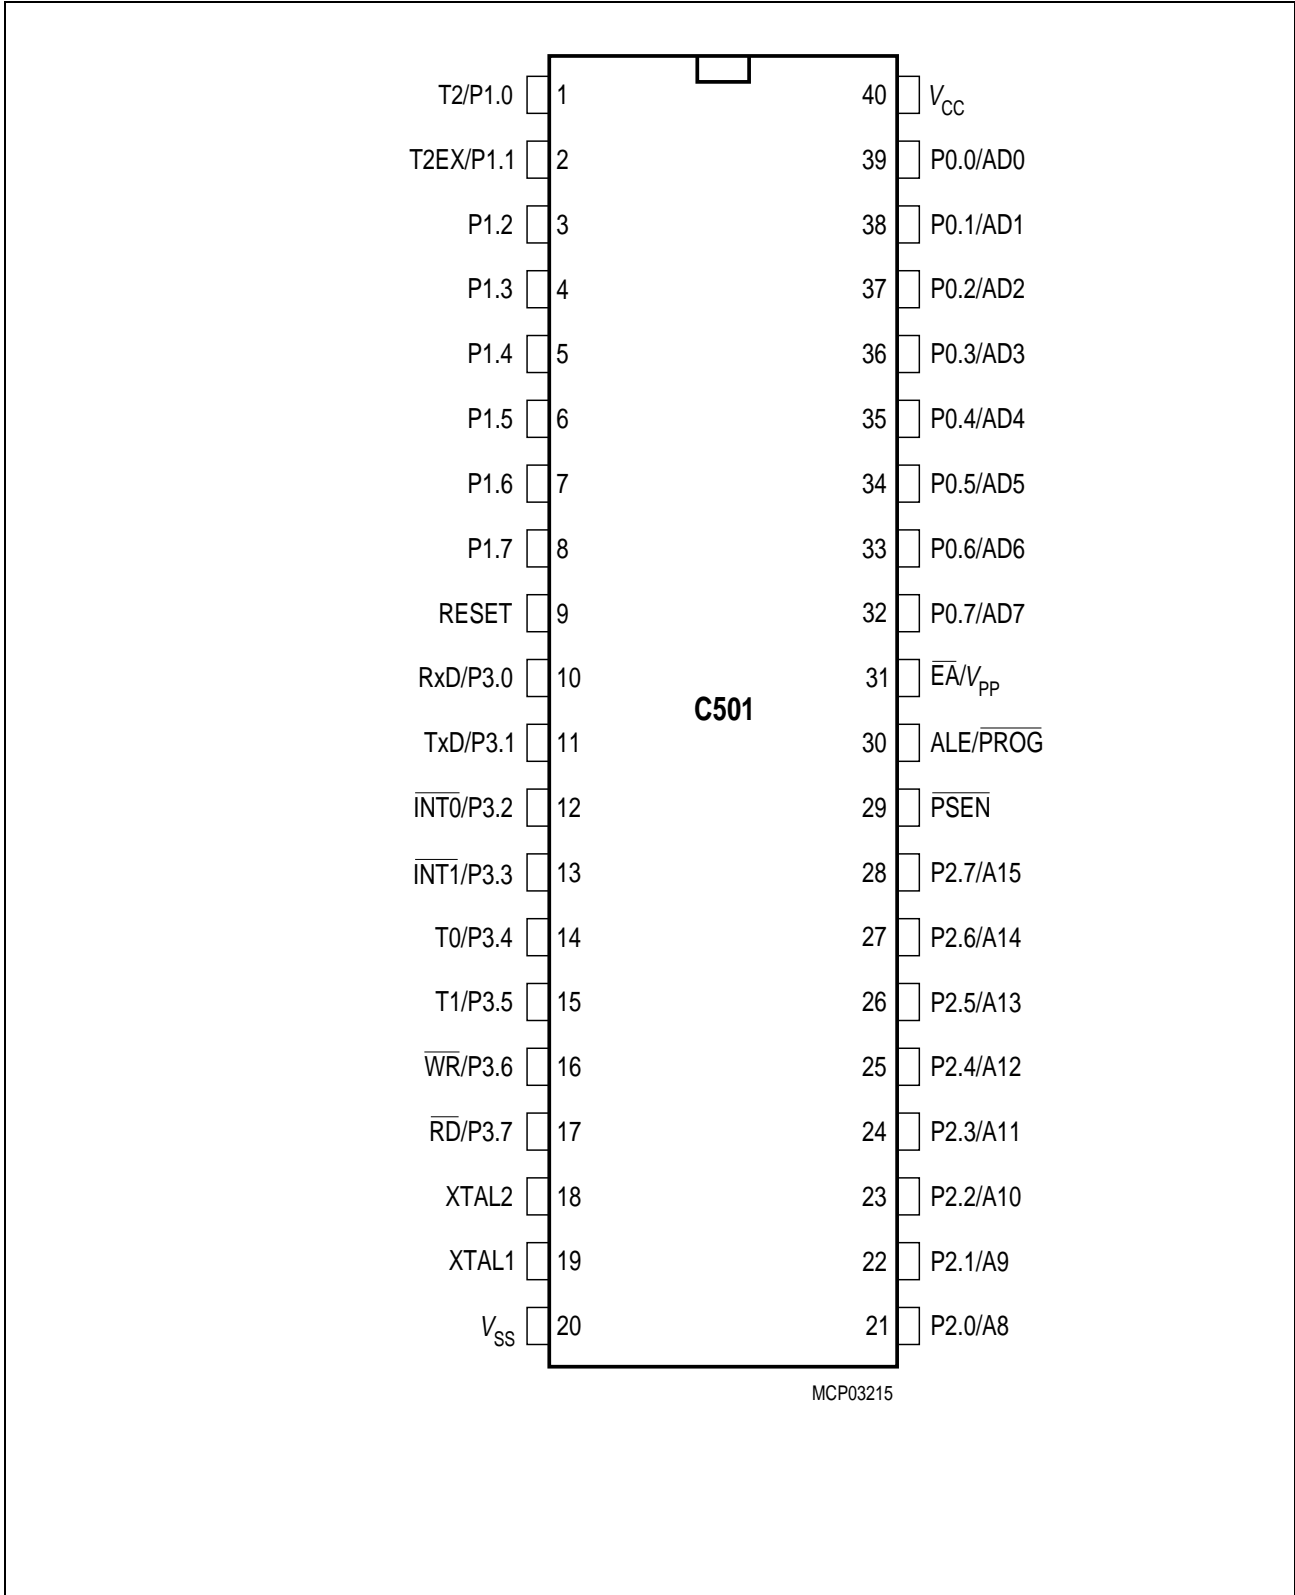 T2/P1.0 1 40 VCC
T2EX/P1.1 2 39 P0.0/AD0
P1.2 3 38 P0.1/AD1
P1.3 4 37 P0.2/AD2
P1.4 5 36 P0.3/AD3
P1.5 6 35 P0.4/AD4
P1.6 7 34 P0.5/AD5
P1.7 8 33 P0.6/AD6
RESET 9 32 P0.7/AD7
RxD/P3.0 10 31 E̅A̅/VPP
C501
TxD/P3.1 11 30 ALE/P̅R̅O̅G̅
I̅N̅T̅0̅/P3.2 12 29 P̅S̅E̅N̅
I̅N̅T̅1̅/P3.3 13 28 P2.7/A15
T0/P3.4 14 27 P2.6/A14
T1/P3.5 15 26 P2.5/A13
W̅R̅/P3.6 16 25 P2.4/A12
R̅D̅/P3.7 17 24 P2.3/A11
XTAL2 18 23 P2.2/A10
XTAL1 19 22 P2.1/A9
VSS 20 21 P2.0/A8
MCP03215